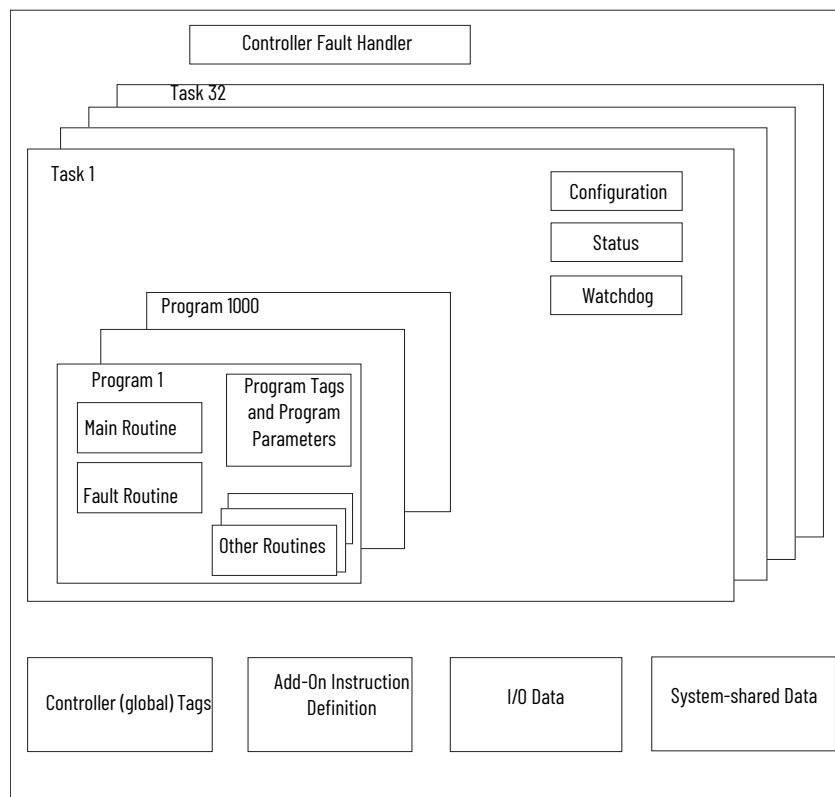 Controller Fault Handler
Task 32
Task 1
Configuration
Status
Watchdog
Program 1000
Program 1
Main Routine
Fault Routine
Program Tags
and Program
Parameters
Other Routines
Controller (global) Tags
Add-On Instruction
Definition
I/O Data
System-shared Data